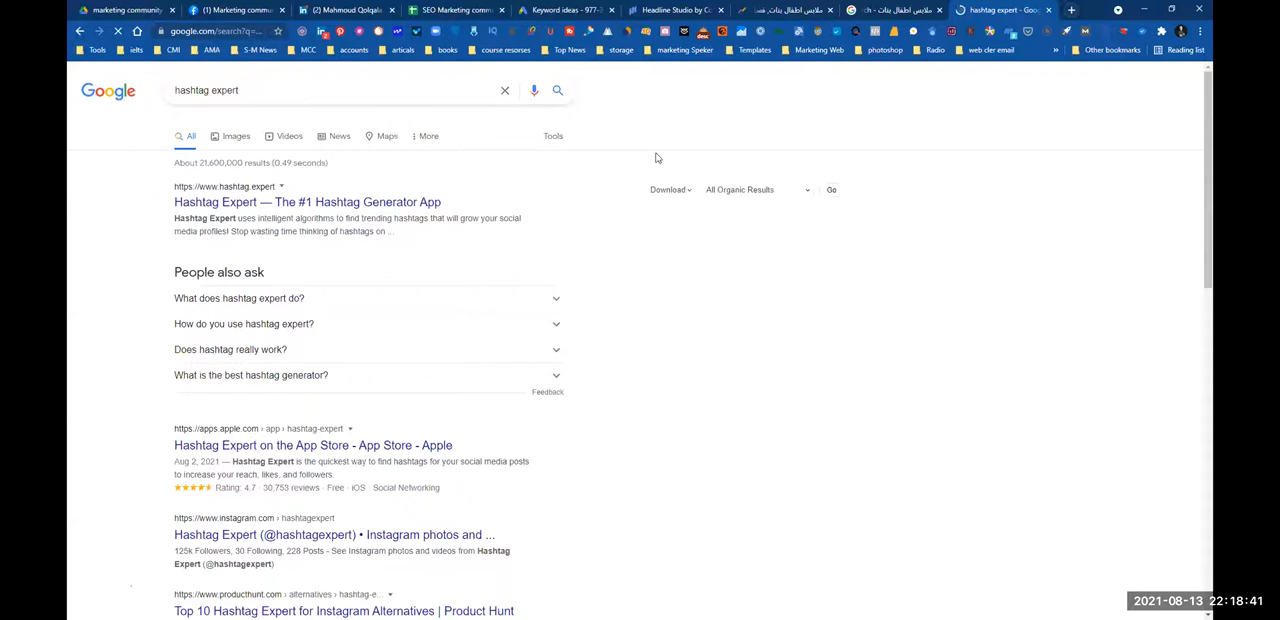 marketing community
(1) Marketing commu
(2) Mahmoud Qolqala
SEO Marketing comm
Keyword ideas - 977-
Headline Studio by Co
ملابس اطفال بنات, فسا
ملابس اطفال بنات - rch
hashtag expert - Goo
google.com/search?q=...
Tools
ielts
CMI
AMA
S-M News
MCC
accounts
articals
books
course resorses
Top News
storage
marketing Speker
Templates
Marketing Web
photoshop
Radio
web cler email
»
Other bookmarks
Reading list
Google
hashtag expert
All
Images
Videos
News
Maps
More
Tools
About 21,600,000 results (0.49 seconds)
Download
All Organic Results
Go
https://www.hashtag.expert
Hashtag Expert — The #1 Hashtag Generator App
Hashtag Expert uses intelligent algorithms to find trending hashtags that will grow your social
media profiles! Stop wasting time thinking of hashtags on ...
People also ask
What does hashtag expert do?
How do you use hashtag expert?
Does hashtag really work?
What is the best hashtag generator?
Feedback
https://apps.apple.com › app › hashtag-expert
Hashtag Expert on the App Store - App Store - Apple
Aug 2, 2021 — Hashtag Expert is the quickest way to find hashtags for your social media posts
to increase your reach, likes, and followers.
Rating: 4.7 · 30,753 reviews · Free · iOS · Social Networking
https://www.instagram.com › hashtagexpert
Hashtag Expert (@hashtagexpert) • Instagram photos and ...
125k Followers, 30 Following, 228 Posts - See Instagram photos and videos from Hashtag
Expert (@hashtagexpert)
https://www.producthunt.com › alternatives › hashtag-e...
Top 10 Hashtag Expert for Instagram Alternatives | Product Hunt
2021-08-13 22:18:41